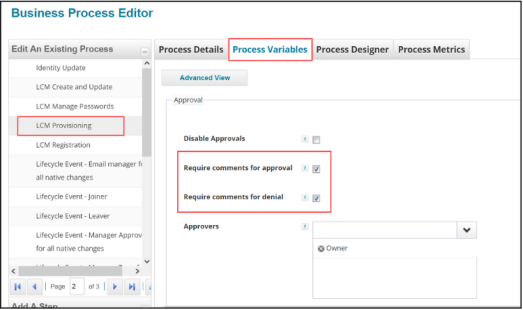 Business Process Editor
Edit An Existing Process
Identity Update
LCM Create and Update
LCM Manage Passwords
LCM Provisioning
LCM Registration
Lifecycle Event - Email manager fo
all native changes
Lifecycle Event - Joiner
Lifecycle Event - Leaver
Lifecycle Event - Manager Approv
for all native changes
Page 2 of 3
Add A Step
Process Details Process Variables Process Designer Process Metrics
Advanced View
Approval
Disable Approvals ?
Require comments for approval ?
Require comments for denial ?
Approvers ?
Owner